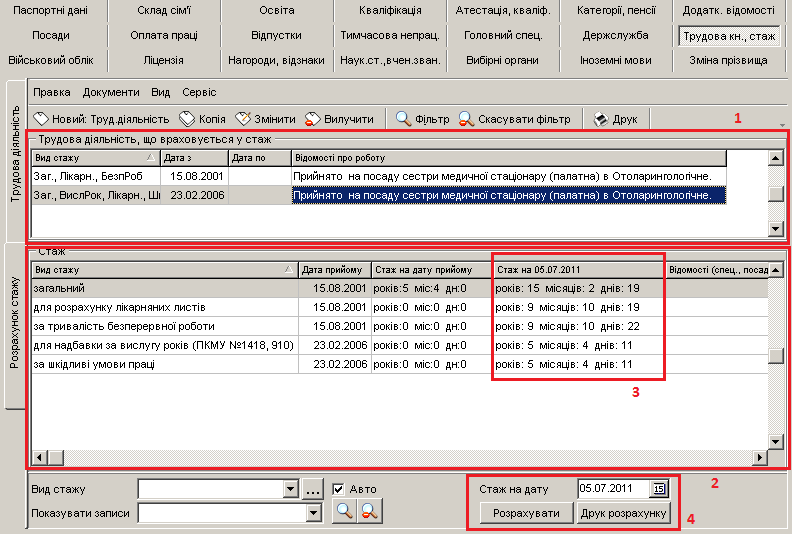 Паспортні дані Склад сім'ї Освіта Кваліфікація Атестація, кваліф. Категорії, пенсії Додатк. відомості
Посади Оплата праці Відпустки Тимчасова непрац. Головний спец. Держслужба Трудова кн., стаж
Військовий облік Ліцензія Нагороди, відзнаки Наук.ст.,вчен.зван. Вибірні органи Іноземні мови Зміна прізвища
Трудова діяльність
Розрахунок стажу
Правка Документи Вид Сервіс
Новий: Труд.діяльність Копія Змінити Вилучити Фільтр Скасувати фільтр Друк
1
Трудова діяльність, що враховується у стаж
Вид стажу Дата з Дата по Відомості про роботу
Заг., Лікарн., БезпРоб 15.08.2001 Прийнято на посаду сестри медичної стаціонару (палатна) в Отоларингологічне.
Заг., ВислРок, Лікарн., Шк 23.02.2006 Прийнято на посаду сестри медичної стаціонару (палатна) в Отоларингологічне.
Стаж
Вид стажу Дата прийому Стаж на дату прийому Стаж на 05.07.2011 Відомості (спец., посад
загальний 15.08.2001 років:5 міс:4 дн:0 років: 15 місяців: 2 днів: 19
для розрахунку лікарняних листів 15.08.2001 років:0 міс:0 дн:0 років: 9 місяців: 10 днів: 19
за тривалість безперервної роботи 15.08.2001 років:0 міс:0 дн:0 років: 9 місяців: 10 днів: 22
для надбавки за вислугу років (ПКМУ №1418, 910) 23.02.2006 років:0 міс:0 дн:0 років: 5 місяців: 4 днів: 11
за шкідливі умови праці 23.02.2006 років:0 міс:0 дн:0 років: 5 місяців: 4 днів: 11
3
2
Вид стажу ... Авто Стаж на дату 05.07.2011 15
Показувати записи Розрахувати Друк розрахунку
4